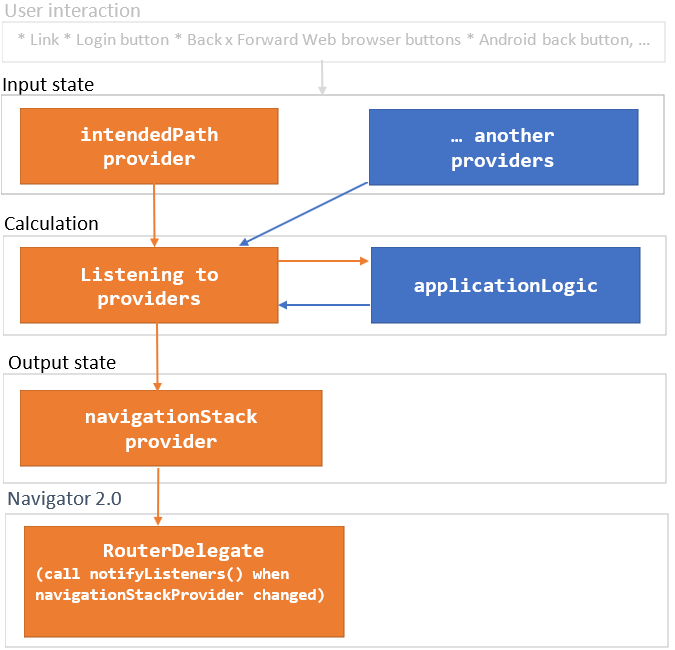 User interaction
* Link * Login button * Back x Forward Web browser buttons * Android back button, …
Input state
intendedPath
provider
… another
providers
Calculation
Listening to
providers
applicationLogic
Output state
navigationStack
provider
Navigator 2.0
RouterDelegate
(call notifyListeners() when
navigationStackProvider changed)